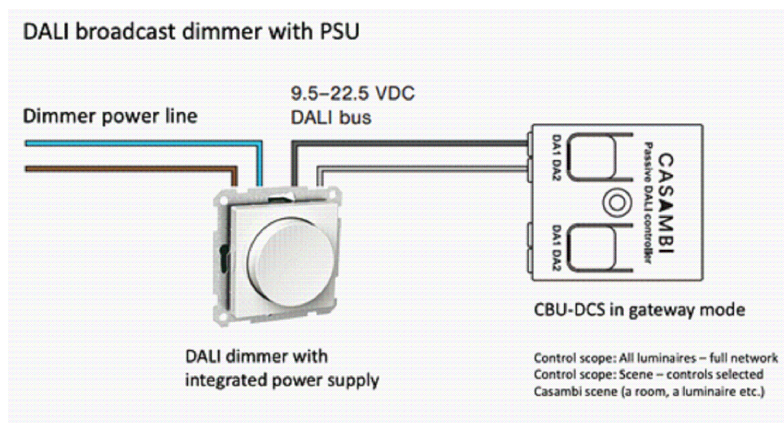 DALI broadcast dimmer with PSU
9.5–22.5 VDC
DALI bus
Dimmer power line
DA1 DA2
DA1 DA2
CASAMBI
Passive DALI controller
CBU-DCS in gateway mode
DALI dimmer with
integrated power supply
Control scope: All luminaires – full network
Control scope: Scene – controls selected
Casambi scene (a room, a luminaire etc.)